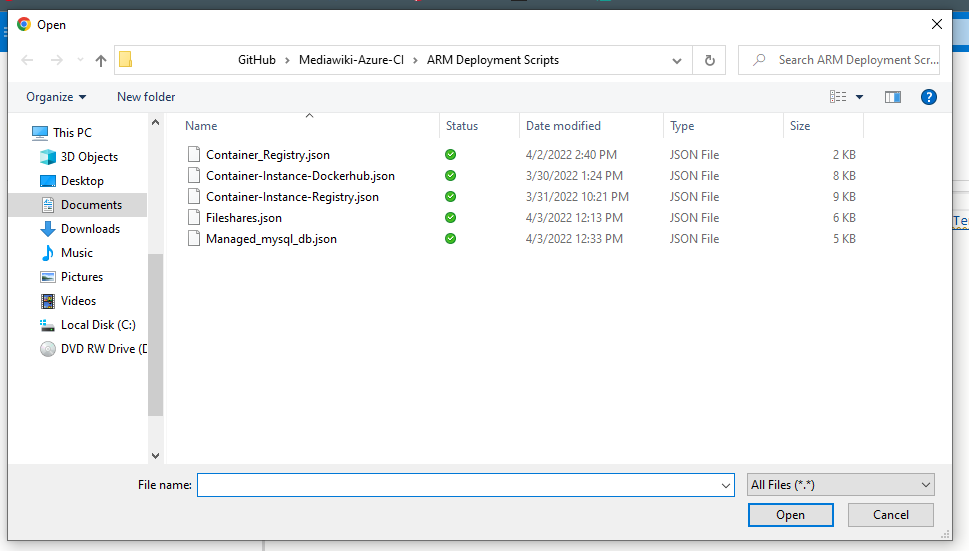 Open
GitHub > Mediawiki-Azure-CI > ARM Deployment Scripts
Search ARM Deployment Scr...
Organize
New folder
?
This PC
3D Objects
Desktop
Documents
Downloads
Music
Pictures
Videos
Local Disk (C:)
DVD RW Drive (D
Name Status Date modified Type Size
Container_Registry.json 4/2/2022 2:40 PM JSON File 2 KB
Container-Instance-Dockerhub.json 3/30/2022 1:24 PM JSON File 8 KB
Container-Instance-Registry.json 3/31/2022 10:21 PM JSON File 9 KB
Fileshares.json 4/3/2022 12:13 PM JSON File 6 KB
Managed_mysql_db.json 4/3/2022 12:33 PM JSON File 5 KB
Te
File name:
All Files (*.*)
Open
Cancel